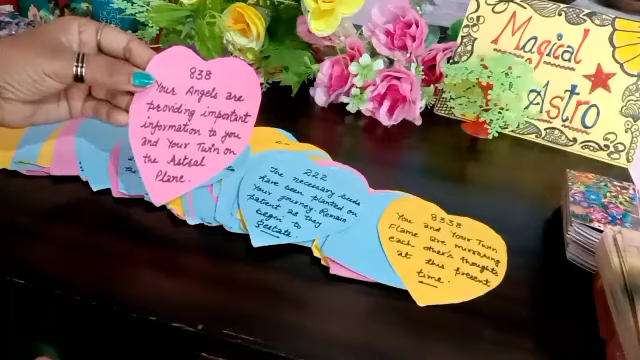 838
Your Angels are
providing important
information to you
and Your Twin on
the Astral
Plane.
222
The necessary seeds
have been planted on
Your journey. Remain
patient as they
begin to
8338
You and Your Twin
Flame are mirroring
each other's thoughts
at this present
time.
Magical
Astro
LIGHT